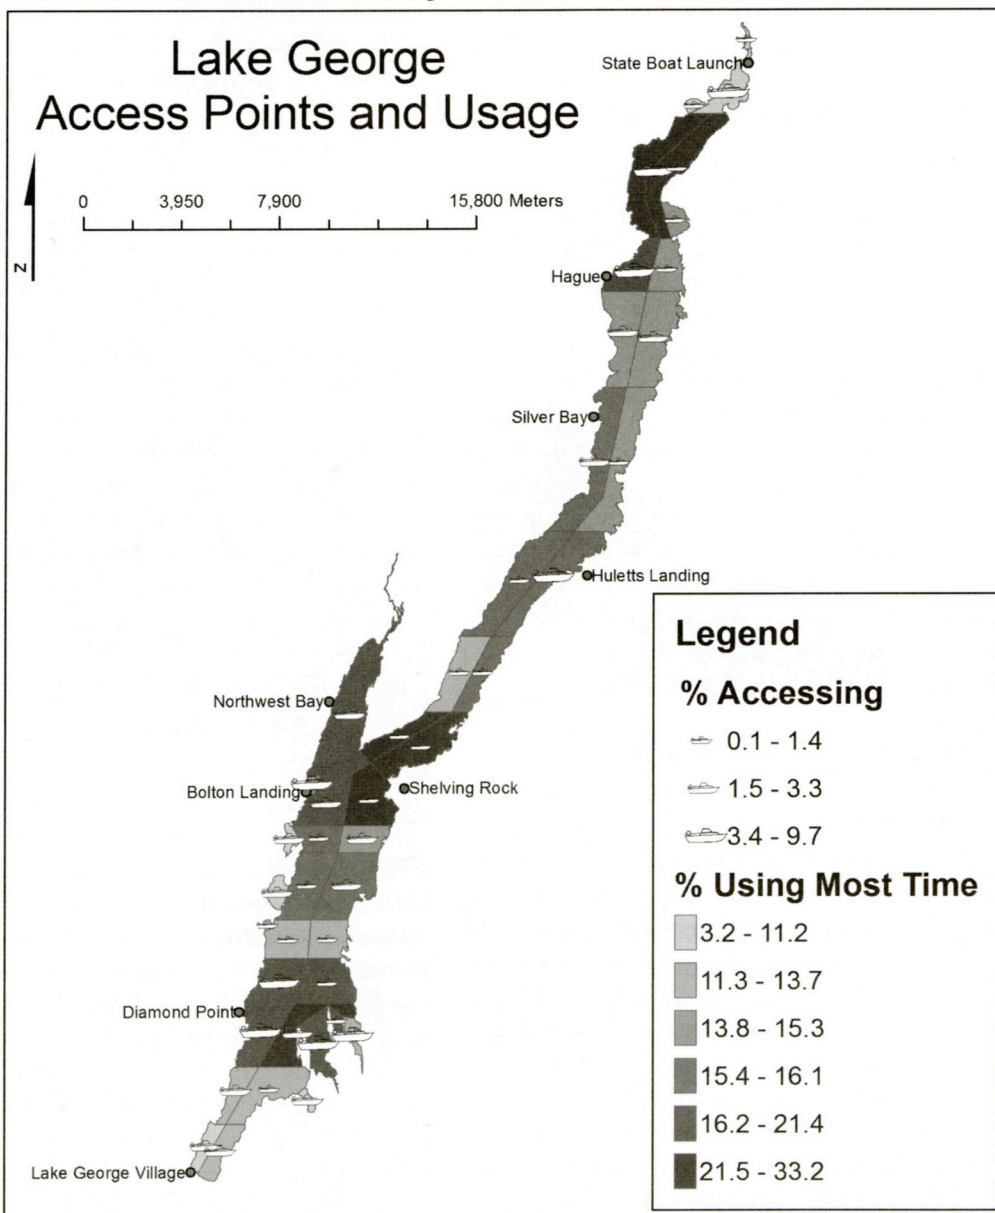 Lake George
Access Points and Usage
State Boat Launch
0 3,950 7,900 15,800 Meters
N
Hague
Silver Bay
Huletts Landing
Northwest Bay
Bolton Landing
Shelving Rock
Diamond Point
Lake George Village
Legend
% Accessing
0.1 - 1.4
1.5 - 3.3
3.4 - 9.7
% Using Most Time
3.2 - 11.2
11.3 - 13.7
13.8 - 15.3
15.4 - 16.1
16.2 - 21.4
21.5 - 33.2